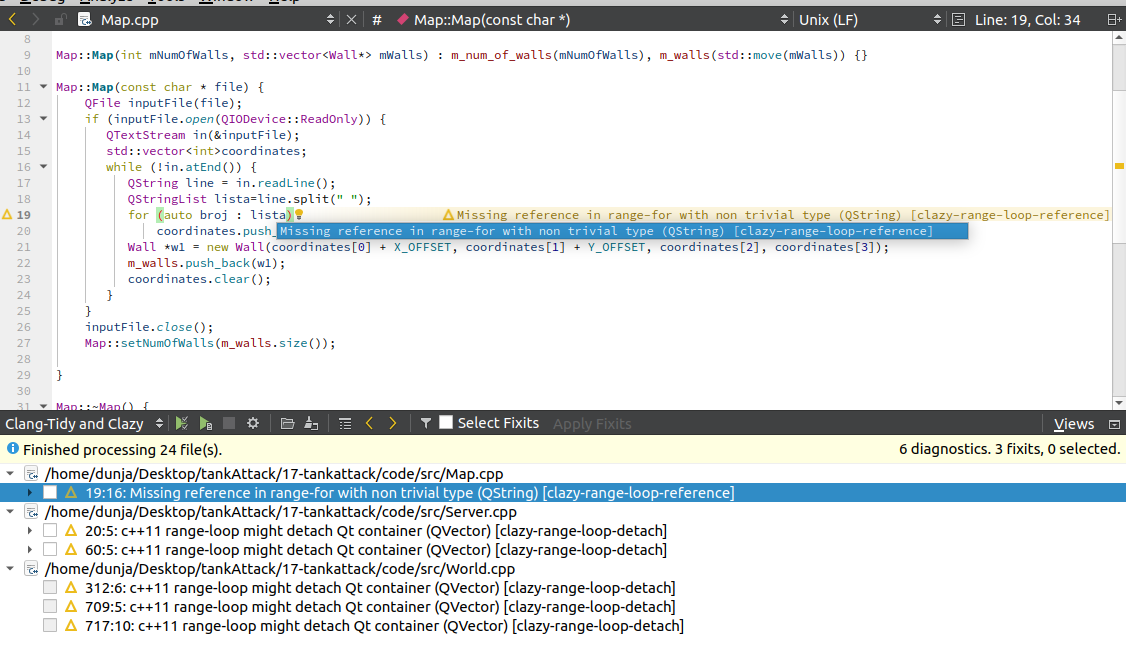 Map.cpp # Map::Map(const char *) Unix (LF) Line: 19, Col: 34
8
9 Map::Map(int mNumOfWalls, std::vector<Wall*> mWalls) : m_num_of_walls(mNumOfWalls), m_walls(std::move(mWalls)) {}
10
11 Map::Map(const char * file) {
12 QFile inputFile(file);
13 if (inputFile.open(QIODevice::ReadOnly)) {
14 QTextStream in(&inputFile);
15 std::vector<int>coordinates;
16 while (!in.atEnd()) {
17 QString line = in.readLine();
18 QStringList lista=line.split(" ");
19 for (auto broj : lista) Missing reference in range-for with non trivial type (QString) [clazy-range-loop-reference]
20 coordinates.push_ Missing reference in range-for with non trivial type (QString) [clazy-range-loop-reference]
21 Wall *w1 = new Wall(coordinates[0] + X_OFFSET, coordinates[1] + Y_OFFSET, coordinates[2], coordinates[3]);
22 m_walls.push_back(w1);
23 coordinates.clear();
24 }
25 }
26 inputFile.close();
27 Map::setNumOfWalls(m_walls.size());
28
29 }
30
31 Map::~Map() {
Clang-Tidy and Clazy Select Fixits Apply Fixits Views
Finished processing 24 file(s). 6 diagnostics. 3 fixits, 0 selected.
/home/dunja/Desktop/tankAttack/17-tankattack/code/src/Map.cpp
19:16: Missing reference in range-for with non trivial type (QString) [clazy-range-loop-reference]
/home/dunja/Desktop/tankAttack/17-tankattack/code/src/Server.cpp
20:5: c++11 range-loop might detach Qt container (QVector) [clazy-range-loop-detach]
60:5: c++11 range-loop might detach Qt container (QVector) [clazy-range-loop-detach]
/home/dunja/Desktop/tankAttack/17-tankattack/code/src/World.cpp
312:6: c++11 range-loop might detach Qt container (QVector) [clazy-range-loop-detach]
709:5: c++11 range-loop might detach Qt container (QVector) [clazy-range-loop-detach]
717:10: c++11 range-loop might detach Qt container (QVector) [clazy-range-loop-detach]